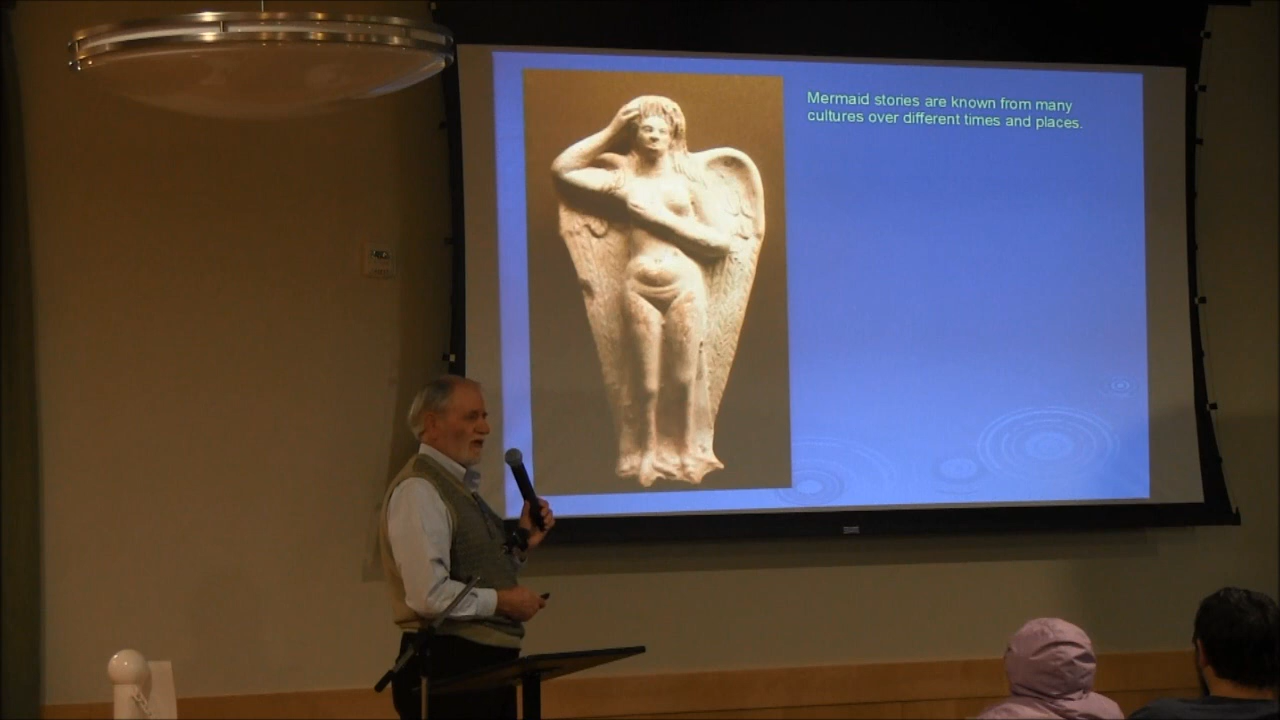 Mermaid stories are known from many
cultures over different times and places.